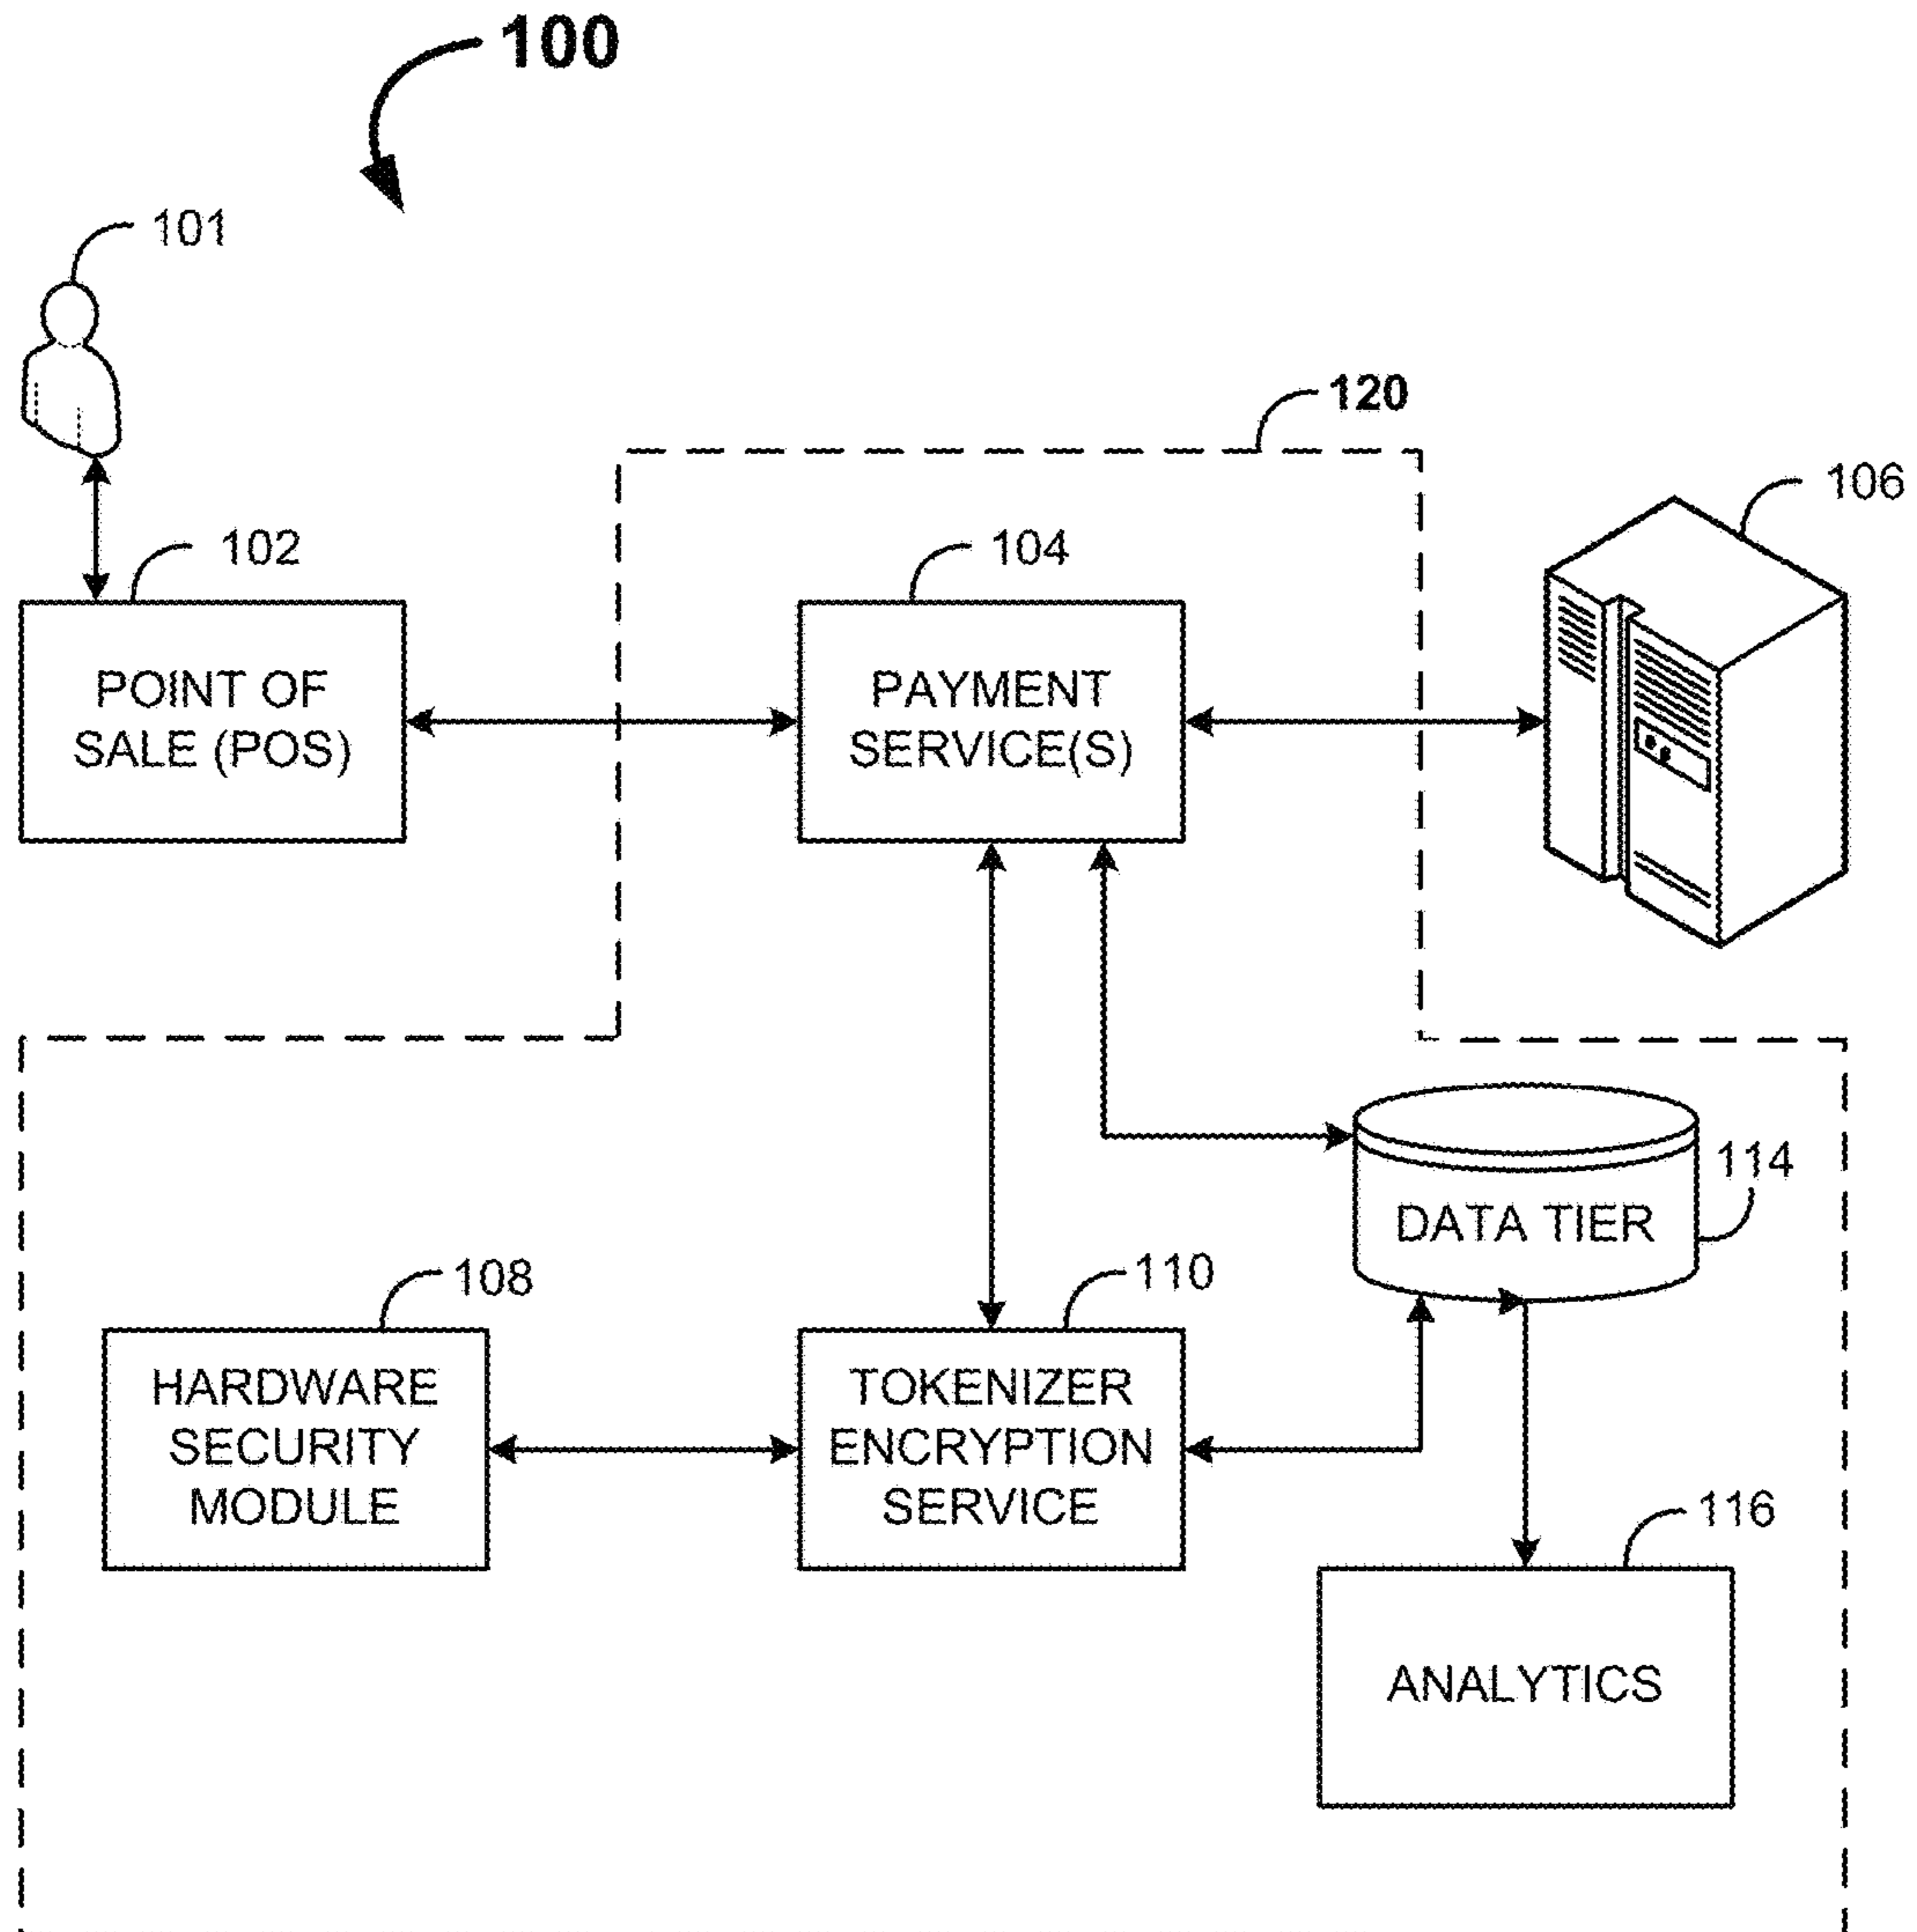 100
101
120
106
102
104
POINT OF
SALE (POS)
PAYMENT
SERVICE(S)
114
DATA TIER
108
110
HARDWARE
SECURITY
MODULE
TOKENIZER
ENCRYPTION
SERVICE
116
ANALYTICS